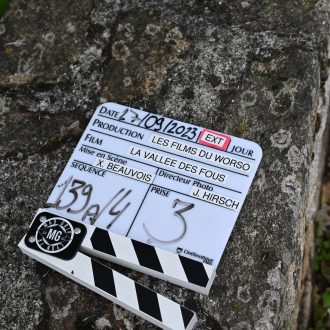 DATE 27/09/2023 EXT JOUR
PRODUCTION LES FILMS DU WORSO
FILM LA VALLEE DES FOUS
Mise en Scène X. BEAUVOIS Directeur Photo J. HIRSCH
SEQUENCE 139A/4 PRISE 3
MG